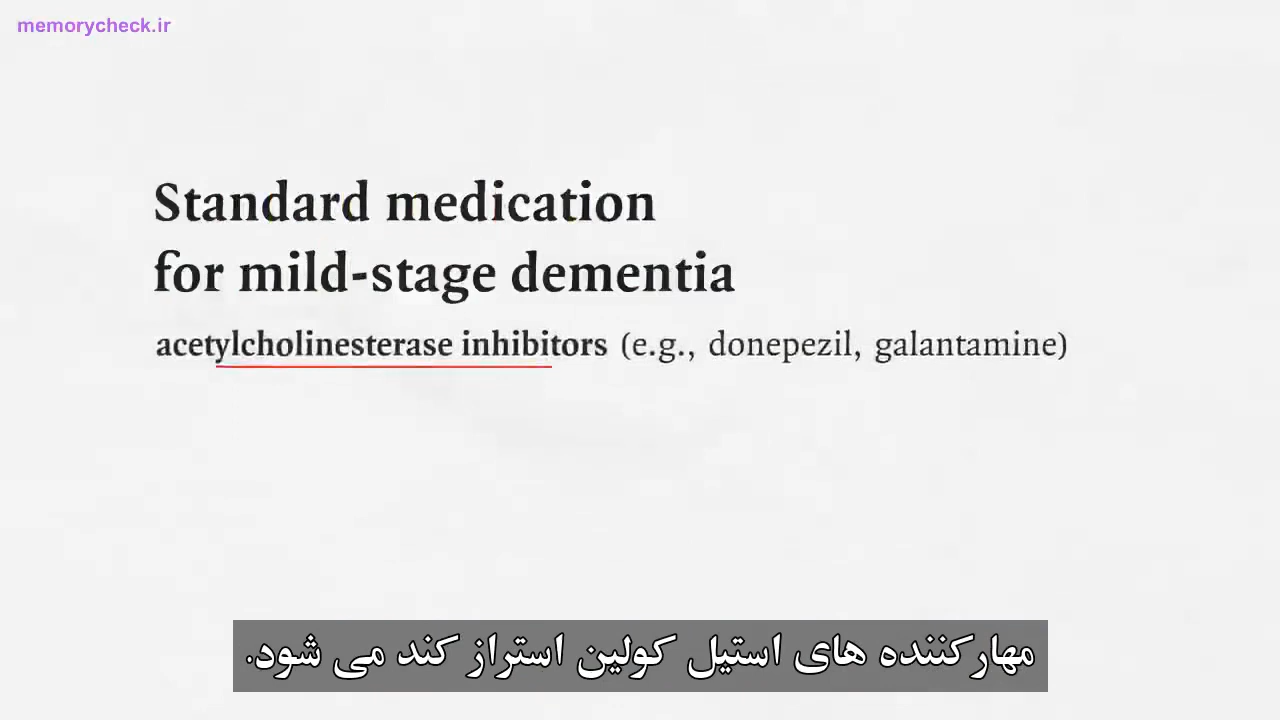 memorycheck.ir
Standard medication
for mild-stage dementia
acetylcholinesterase inhibitors (e.g., donepezil, galantamine)
مهارکننده های استیل کولین استراز کند می شود.